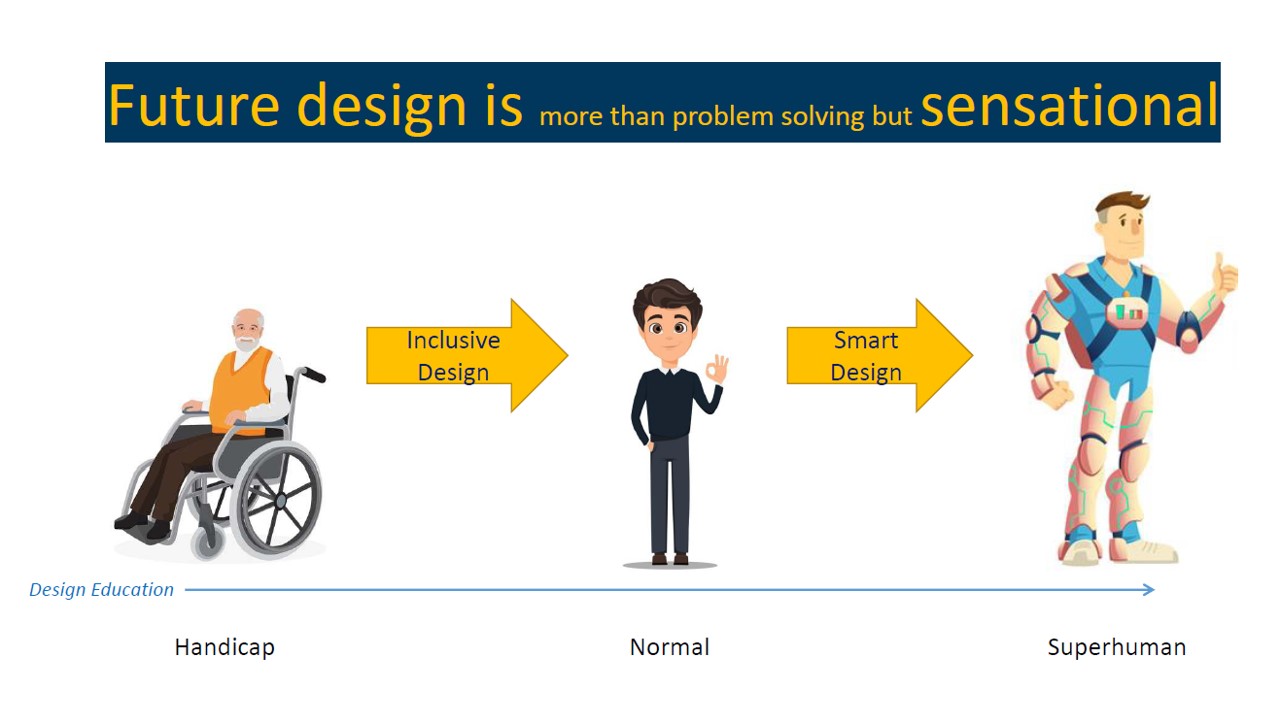 Future design is more than problem solving but sensational
Inclusive
Design
Smart
Design
Design Education
Handicap
Normal
Superhuman